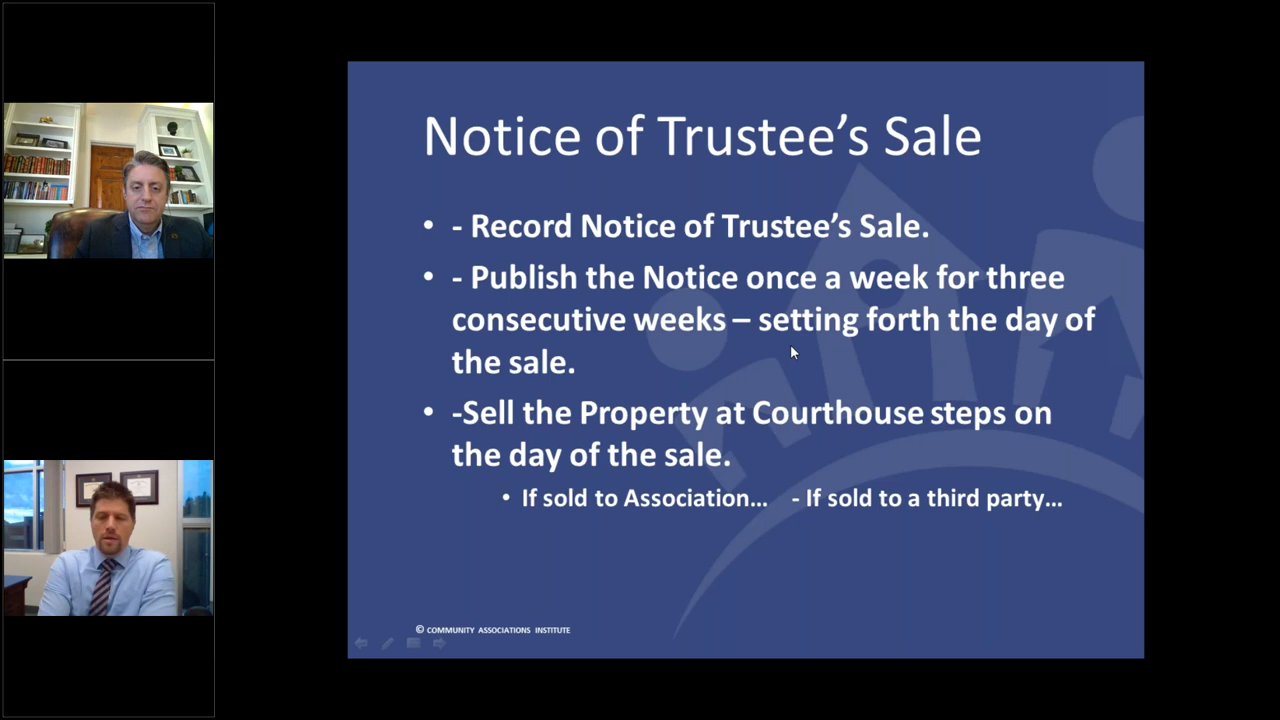 Notice of Trustee’s Sale
• - Record Notice of Trustee’s Sale.
• - Publish the Notice once a week for three
consecutive weeks – setting forth the day of
the sale.
• -Sell the Property at Courthouse steps on
the day of the sale.
• If sold to Association... - If sold to a third party...
© COMMUNITY ASSOCIATIONS INSTITUTE